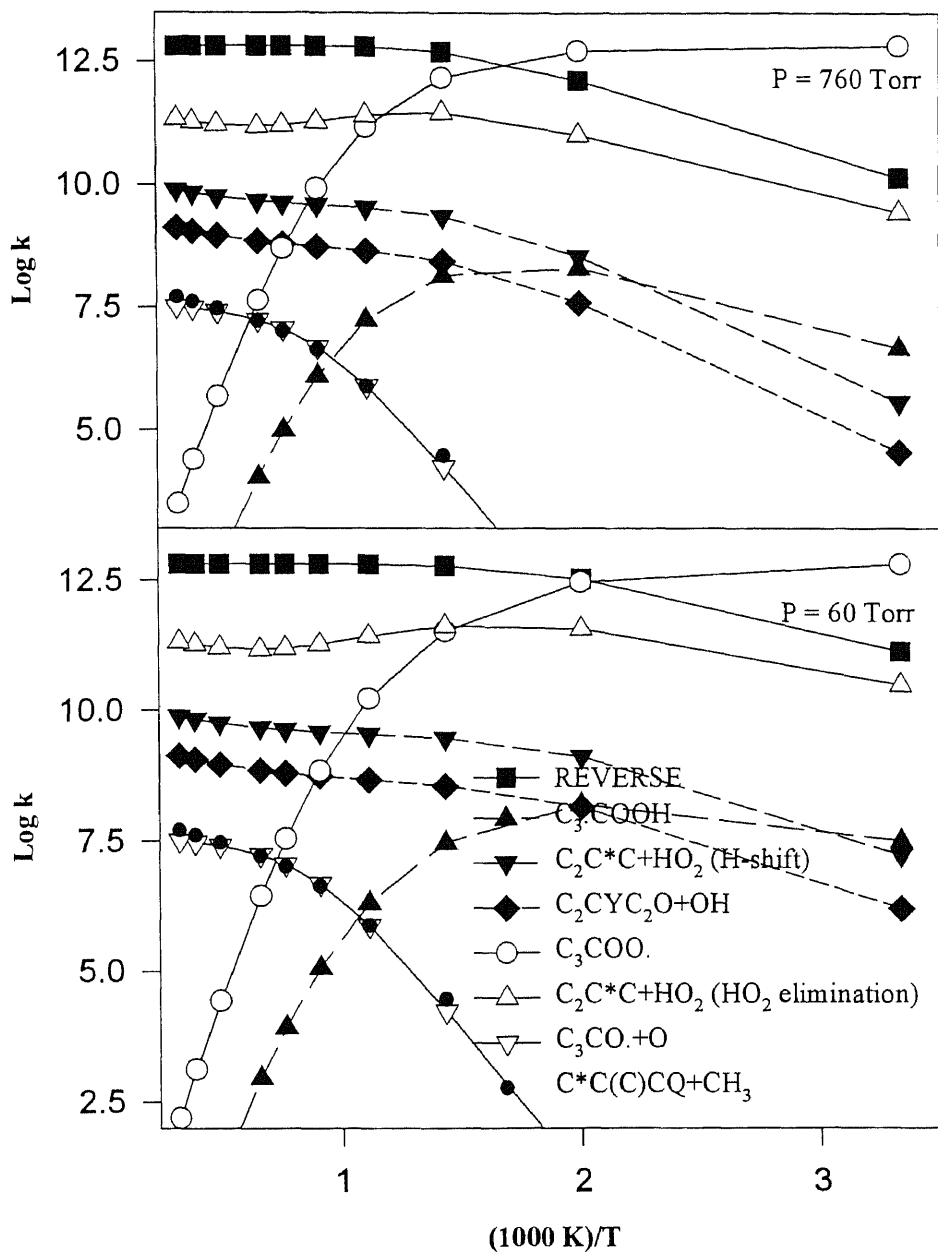 12.5
P = 760 Torr
10.0
Log k
7.5
5.0
12.5
P = 60 Torr
10.0
REVERSE
C₃.COOH
Log k
7.5
C₂C*C+HO₂ (H-shift)
C₂CYC₂O+OH
C₃COO.
5.0
C₂C*C+HO₂ (HO₂ elimination)
C₃CO.+O
2.5
C*C(C)CQ+CH₃
1 2 3
(1000 K)/T